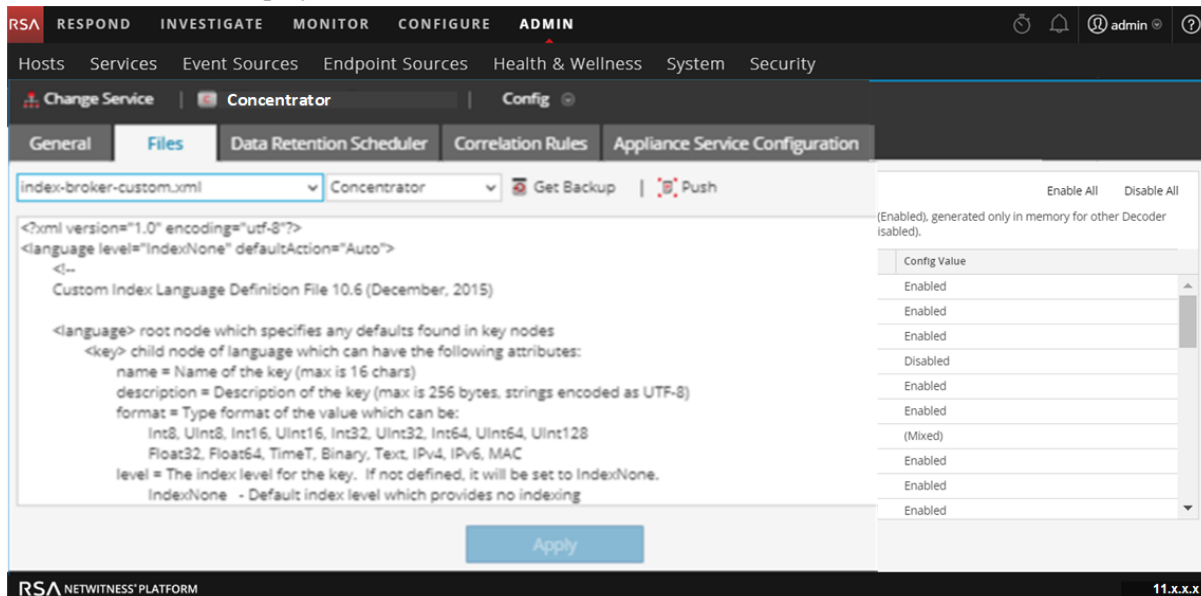 RSA RESPOND INVESTIGATE MONITOR CONFIGURE ADMIN admin ?
Hosts Services Event Sources Endpoint Sources Health & Wellness System Security
Change Service | Concentrator | Config
General Files Data Retention Scheduler Correlation Rules Appliance Service Configuration
index-broker-custom.xml Concentrator Get Backup | Push
<?xml version="1.0" encoding="utf-8"?>
<language level="IndexNone" defaultAction="Auto">
<!--
Custom Index Language Definition File 10.6 (December, 2015)
<language> root node which specifies any defaults found in key nodes
<key> child node of language which can have the following attributes:
name = Name of the key (max is 16 chars)
description = Description of the key (max is 256 bytes, strings encoded as UTF-8)
format = Type format of the value which can be:
Int8, UInt8, Int16, UInt16, Int32, UInt32, Int64, UInt64, UInt128
Float32, Float64, TimeT, Binary, Text, IPv4, IPv6, MAC
level = The index level for the key. If not defined, it will be set to IndexNone.
IndexNone - Default index level which provides no indexing
Apply
Enable All Disable All
(Enabled), generated only in memory for other Decoder
isabled).
Config Value
Enabled
Enabled
Enabled
Disabled
Enabled
Enabled
(Mixed)
Enabled
Enabled
Enabled
RSA NETWITNESS® PLATFORM 11.x.x.x